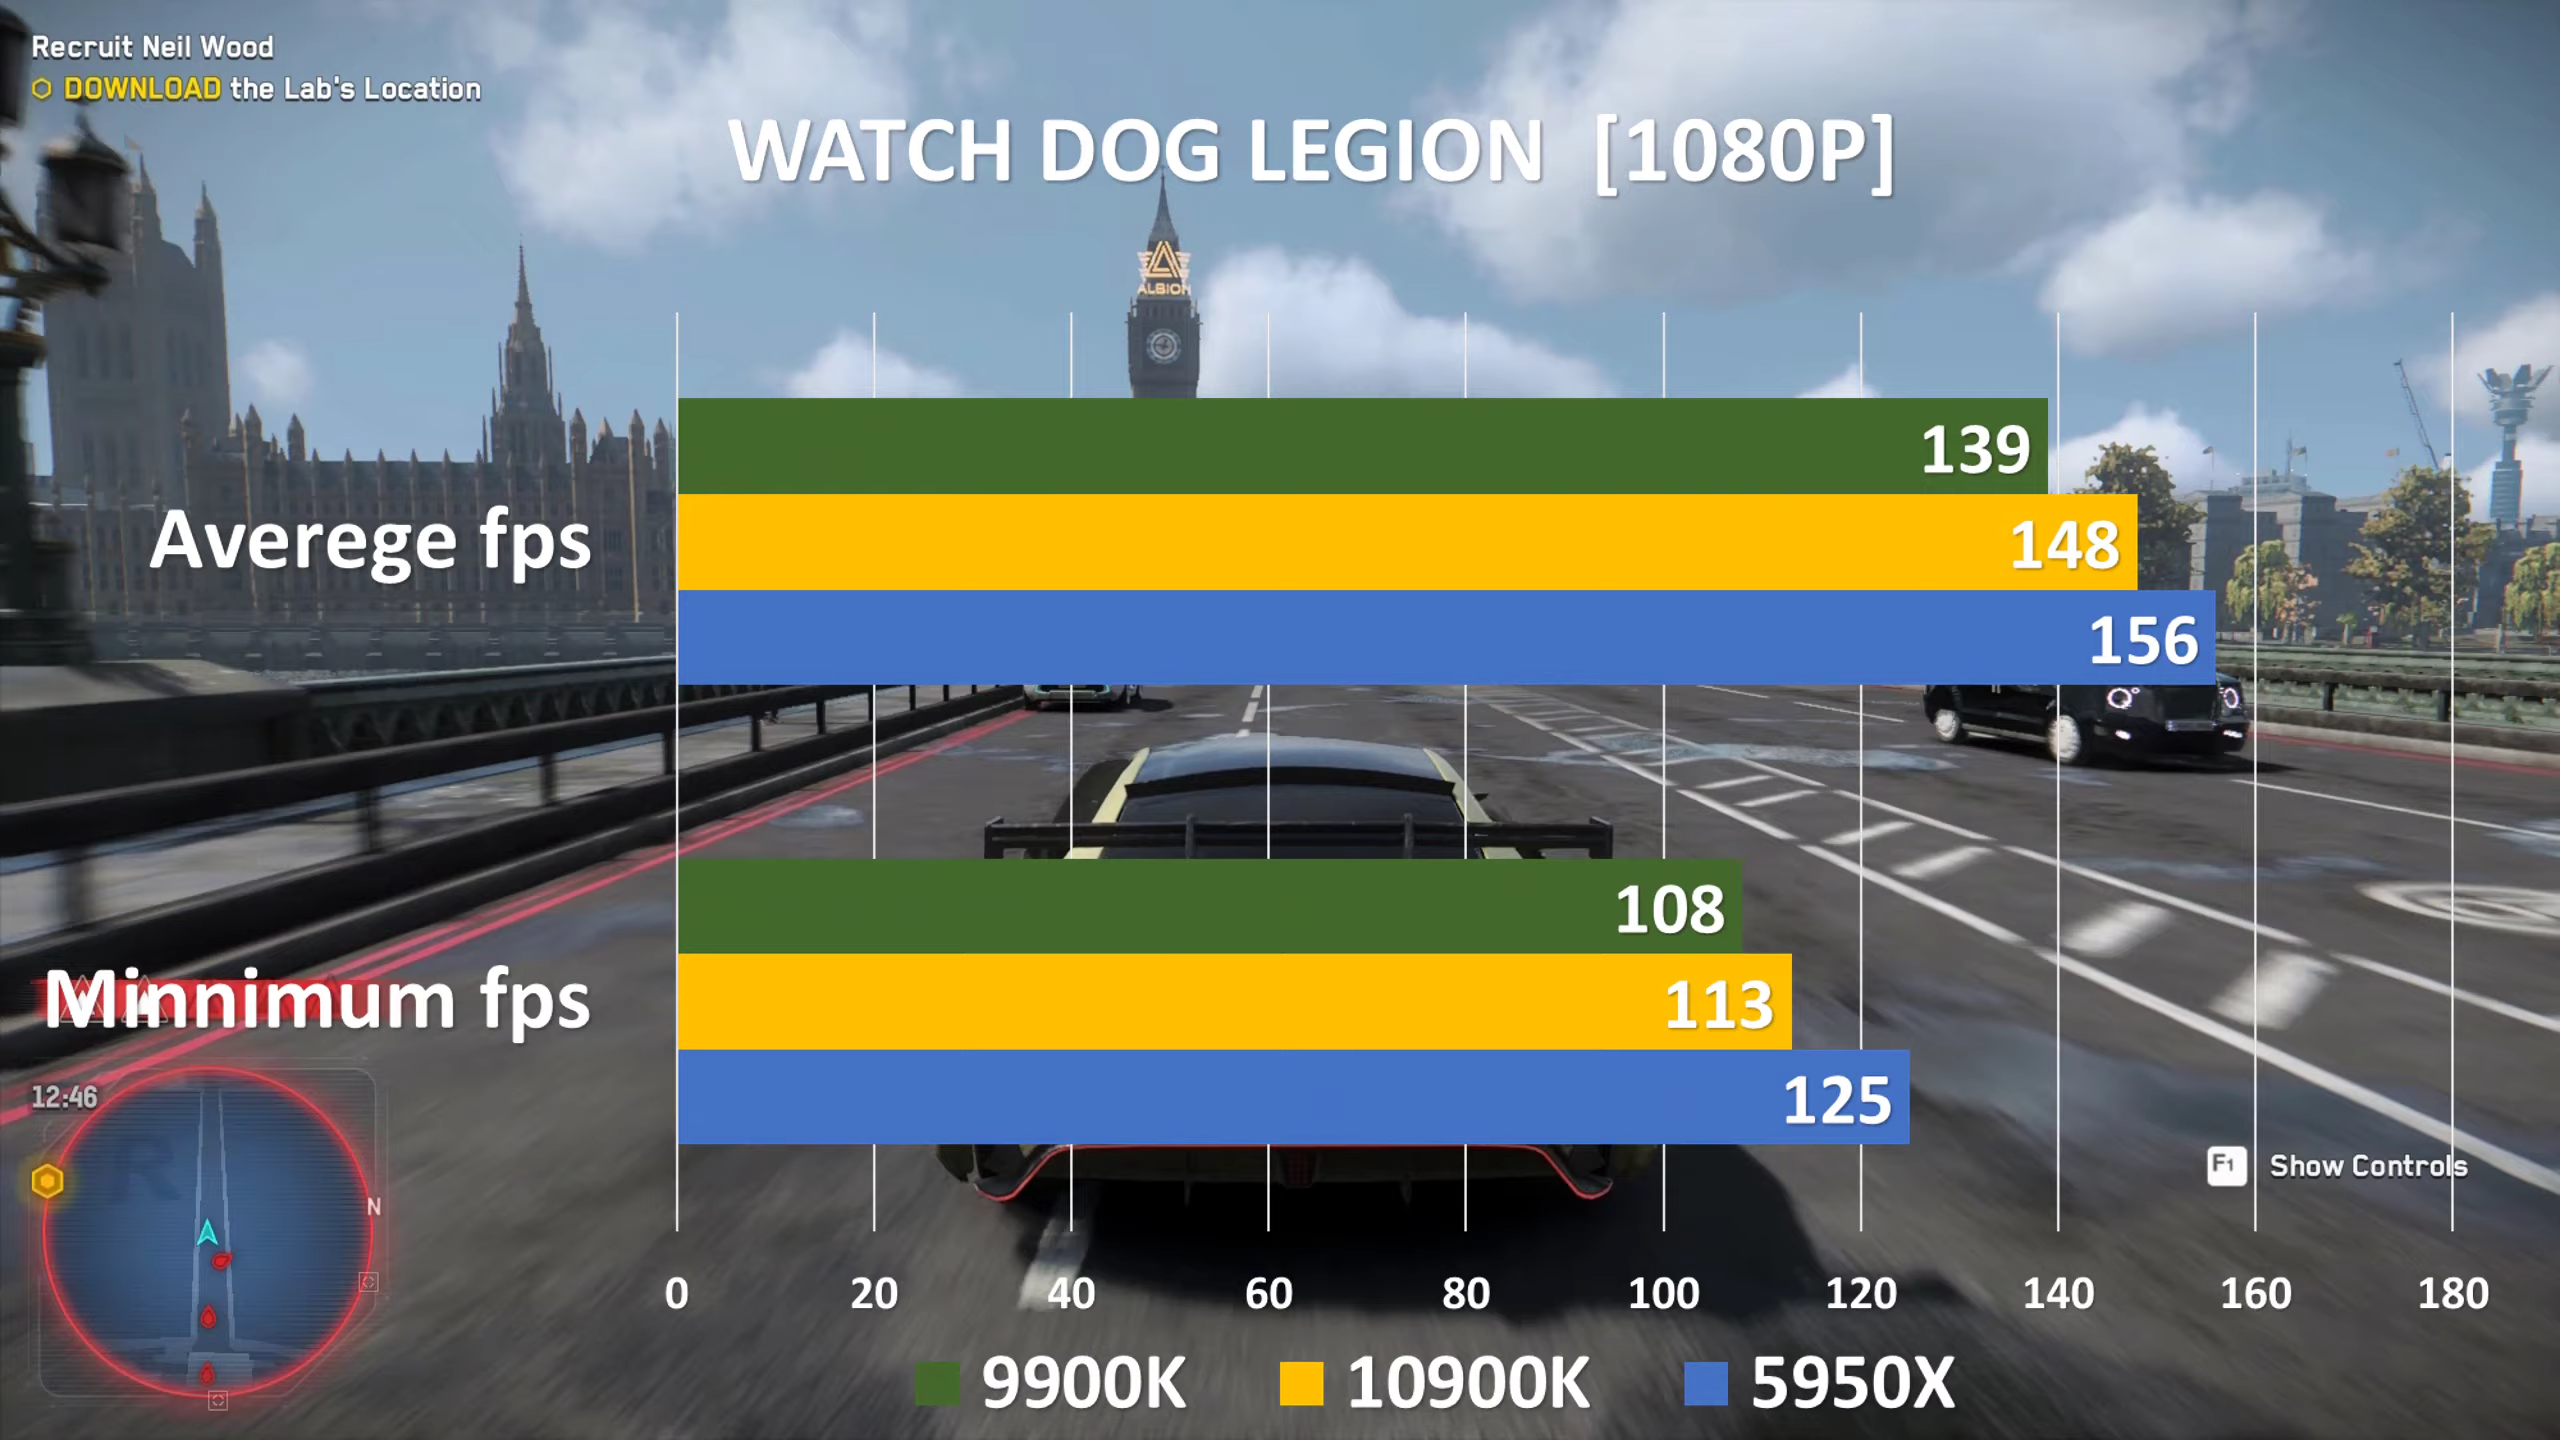 Recruit Neil Wood
DOWNLOAD the Lab's Location
WATCH DOG LEGION [1080P]
ALBION
139
Averege fps
148
156
108
Minnimum fps
113
125
12:46
N
F1 Show Controls
0 20 40 60 80 100 120 140 160 180
9900K 10900K 5950X